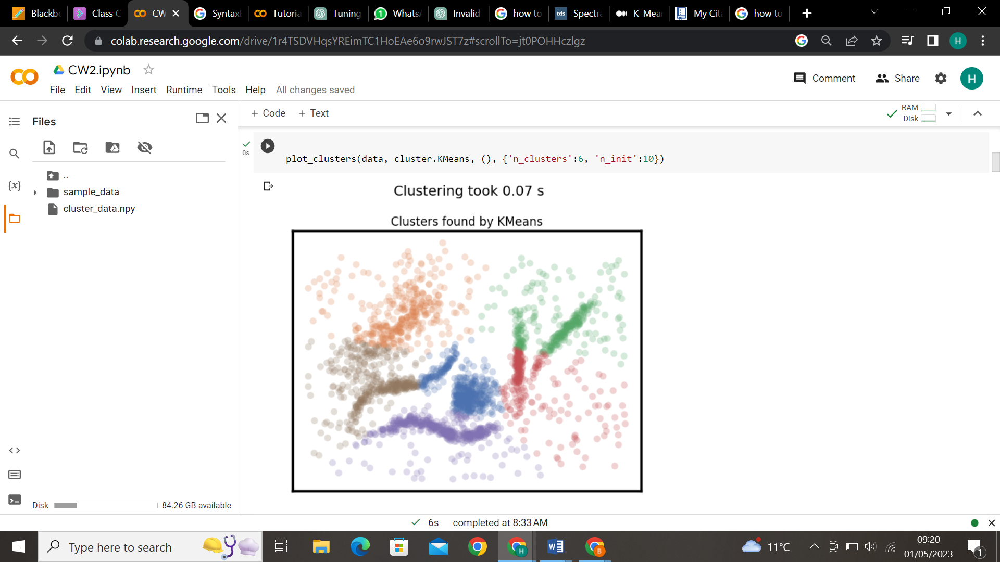 Blackb
Class C
CW
Syntax
Tutoria
Tuning
Whats
Invalid
how to
tds
Spectra
K-Mea
My Cit
how to
colab.research.google.com/drive/1r4TSDVHqsYREimTC1HoEAe6o9rwJST7z#scrollTo=jt0POHHczlgz
H
CW2.ipynb
File Edit View Insert Runtime Tools Help All changes saved
Comment
Share
H
Files
+ Code + Text
RAM
Disk
..
sample_data
cluster_data.npy
{x}
0s
plot_clusters(data, cluster.KMeans, (), {'n_clusters':6, 'n_init':10})
Clustering took 0.07 s
Clusters found by KMeans
Disk 84.26 GB available
6s completed at 8:33 AM
Type here to search
11°C
09:20
01/05/2023
1